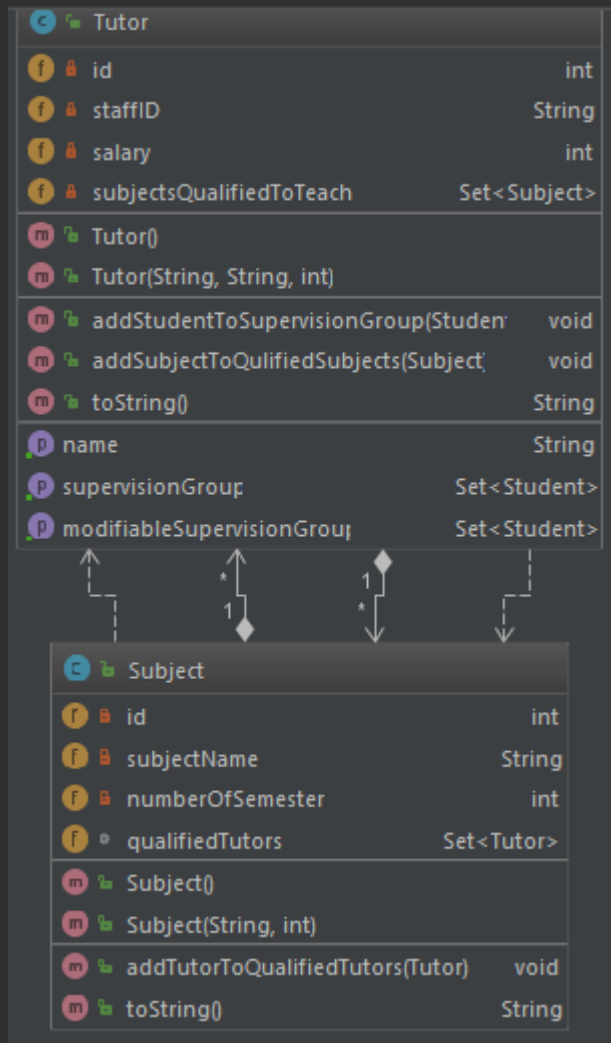 Tutor
id int
staffID String
salary int
subjectsQualifiedToTeach Set<Subject>
Tutor()
Tutor(String, String, int)
addStudentToSupervisionGroup(Studen void
addSubjectToQulifiedSubjects(Subject void
toString() String
name String
supervisionGroup Set<Student>
modifiableSupervisionGroup Set<Student>
* 1
1 *
Subject
id int
subjectName String
numberOfSemester int
qualifiedTutors Set<Tutor>
Subject()
Subject(String, int)
addTutorToQualifiedTutors(Tutor) void
toString() String